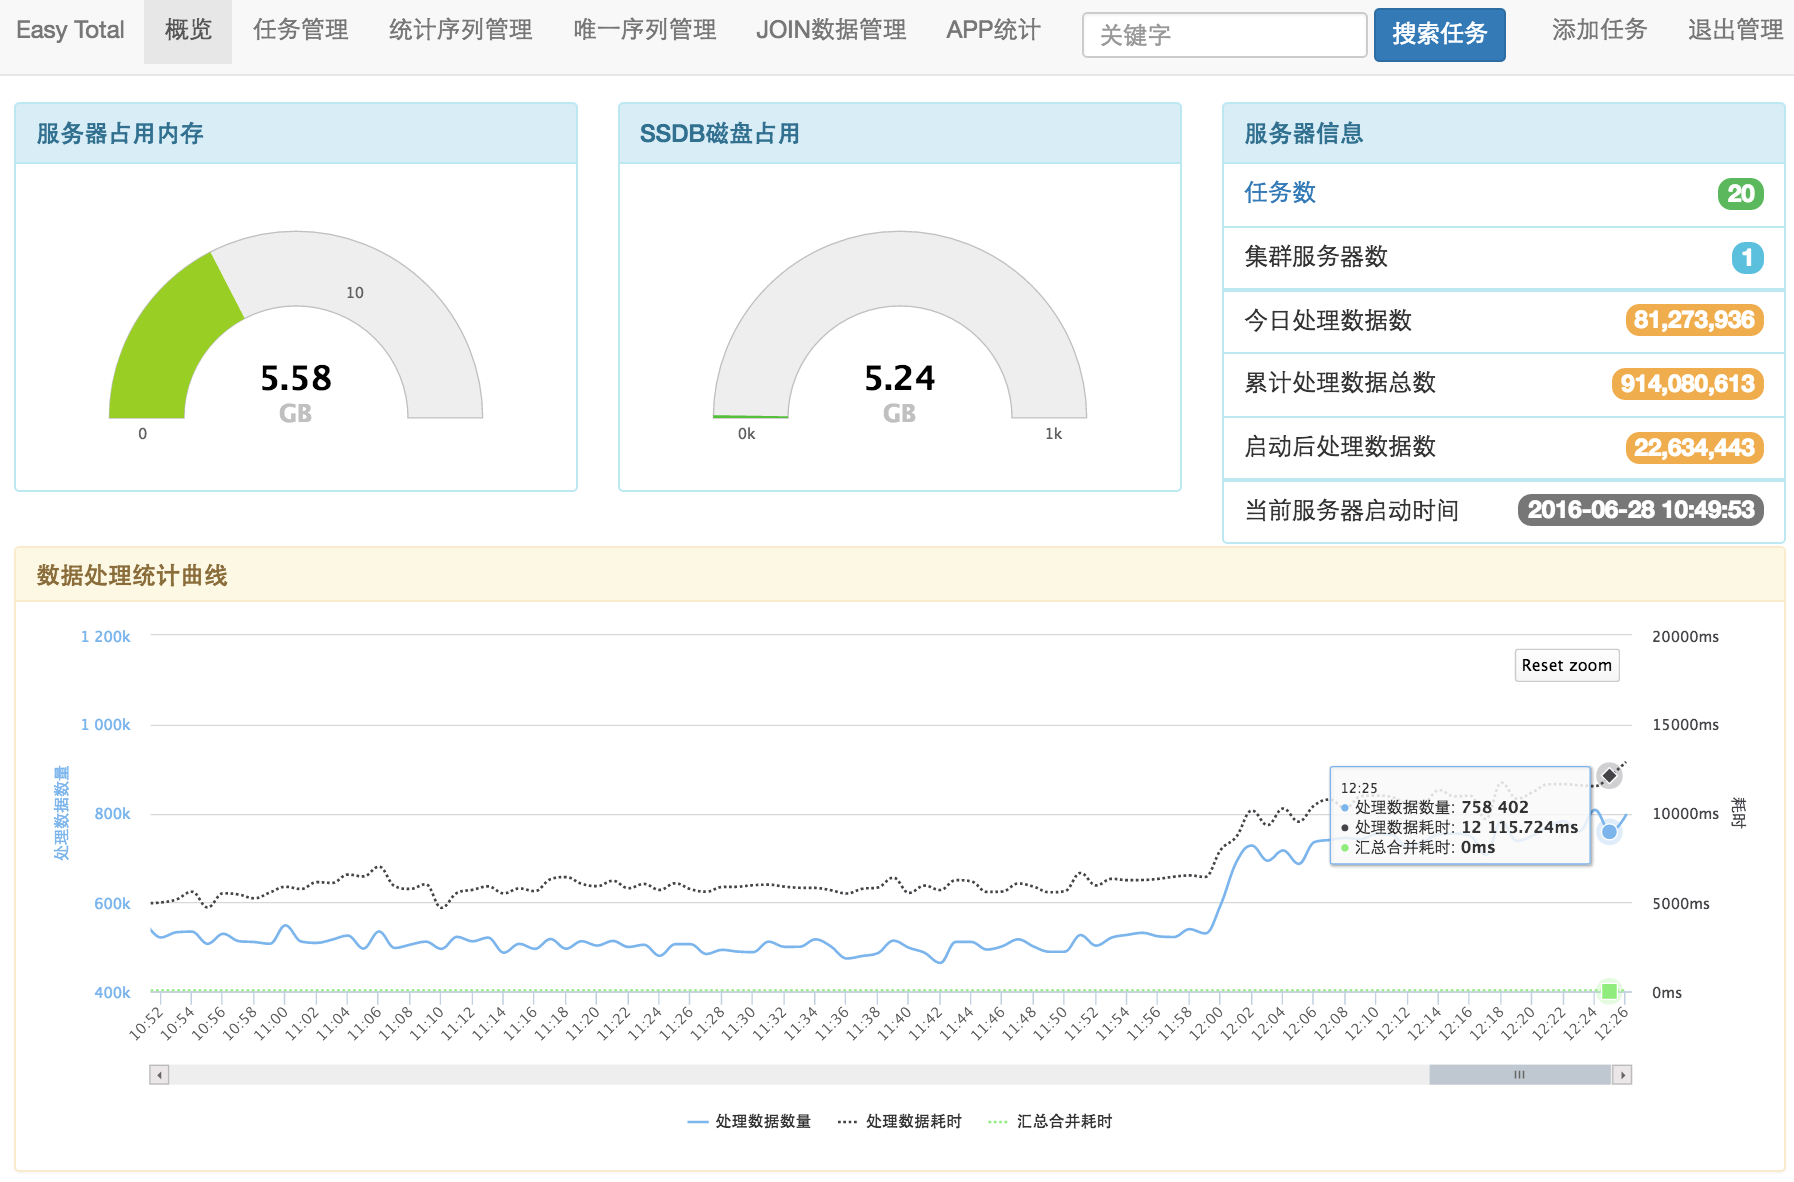 Easy Total 概览 任务管理 统计序列管理 唯一序列管理 JOIN数据管理 APP统计 关键字 搜索任务 添加任务 退出管理
服务器占用内存
10
5.58
GB
0
SSDB磁盘占用
5.24
GB
0k 1k
服务器信息
任务数 20
集群服务器数 1
今日处理数据数 81,273,936
累计处理数据总数 914,080,613
启动后处理数据数 22,634,443
当前服务器启动时间 2016-06-28 10:49:53
数据处理统计曲线
1 200k
1 000k
800k
600k
400k
处理数据数量
20000ms
15000ms
10000ms
5000ms
0ms
耗时
Reset zoom
12:25
处理数据数量: 758 402
处理数据耗时: 12 115.724ms
汇总合并耗时: 0ms
10:52 10:54 10:56 10:58 11:00 11:02 11:04 11:06 11:08 11:10 11:12 11:14 11:16 11:18 11:20 11:22 11:24 11:26 11:28 11:30 11:32 11:34 11:36 11:38 11:40 11:42 11:44 11:46 11:48 11:50 11:52 11:54 11:56 11:58 12:00 12:02 12:04 12:06 12:08 12:10 12:12 12:14 12:16 12:18 12:20 12:22 12:24 12:26
处理数据数量 处理数据耗时 汇总合并耗时